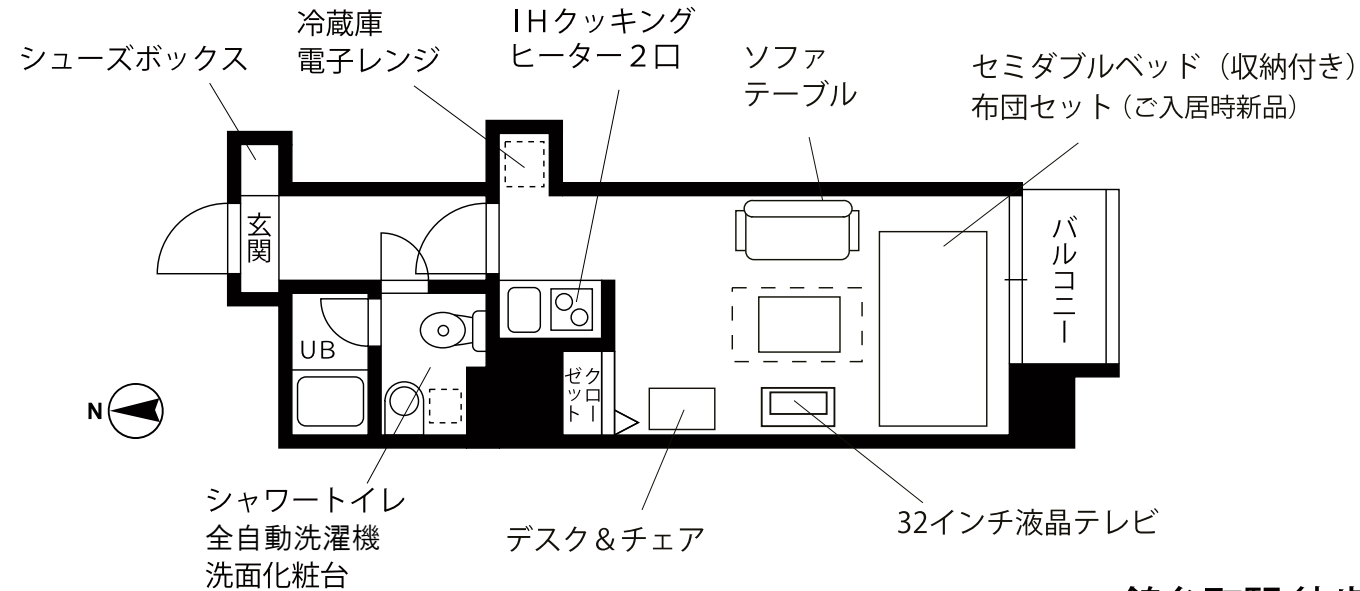 シューズボックス
冷蔵庫
電子レンジ
IHクッキング
ヒーター２口
ソファ
テーブル
セミダブルベッド（収納付き）
布団セット（ご入居時新品）
玄関
バルコニー
UB
クロー
ゼット
N
シャワートイレ
全自動洗濯機
洗面化粧台
デスク＆チェア
32インチ液晶テレビ